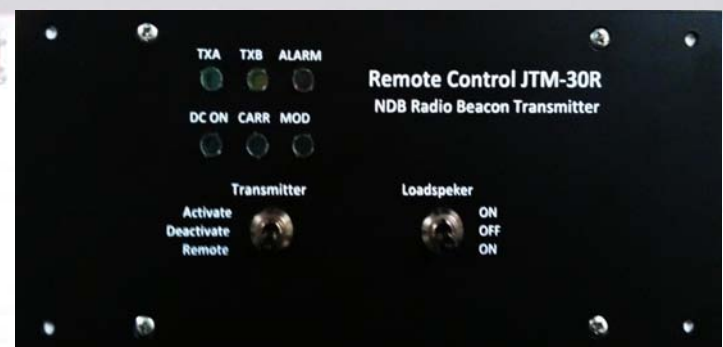 TXA TXB ALARM
Remote Control JTM-30R
NDB Radio Beacon Transmitter
DC ON CARR MOD
Transmitter
Activate
Deactivate
Remote
Loadspeker
ON
OFF
ON